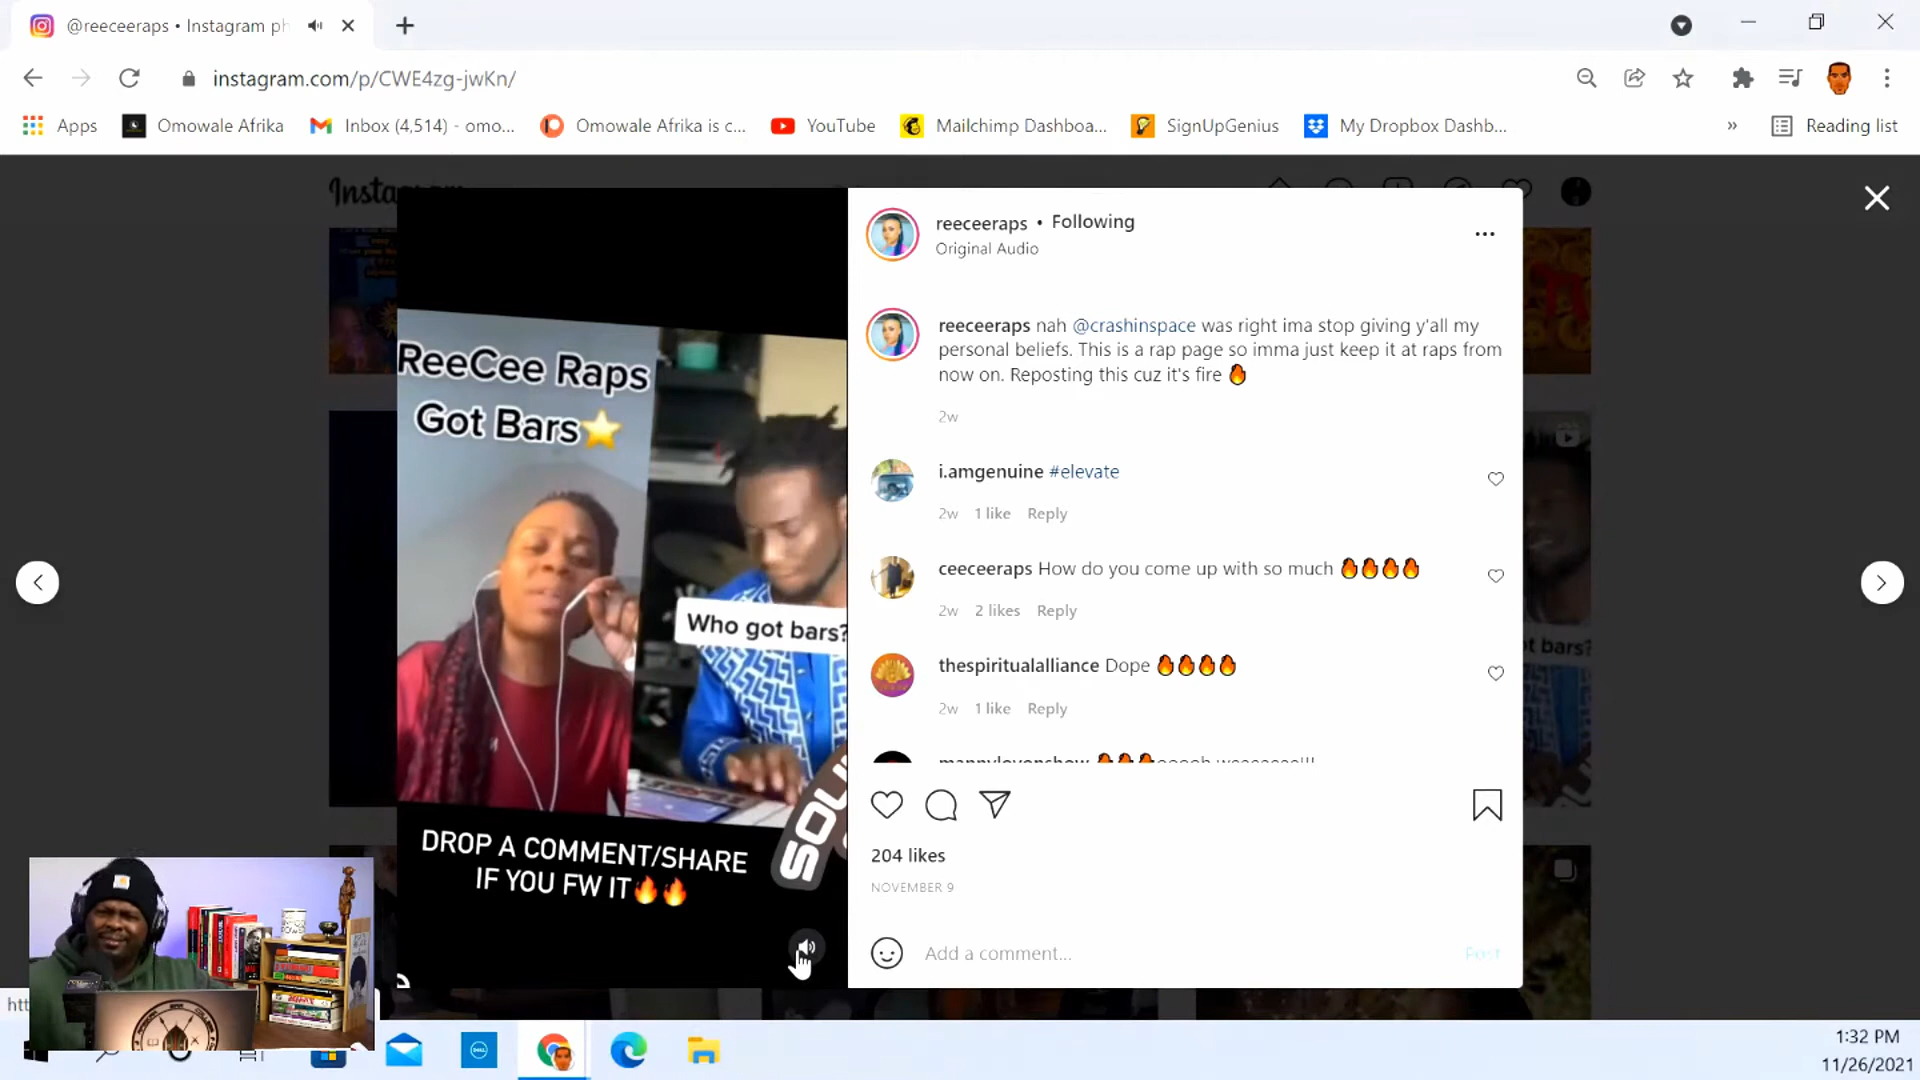 @reeceeraps • Instagram ph
instagram.com/p/CWE4zg-jwKn/
Apps
Omowale Afrika
Inbox (4,514) - omo...
Omowale Afrika is c...
YouTube
Mailchimp Dashboa...
SignUpGenius
My Dropbox Dashb...
»
Reading list
Insta
reeceeraps • Following
Original Audio
reeceeraps nah @crashinspace was right ima stop giving y'all my
personal beliefs. This is a rap page so imma just keep it at raps from
now on. Reposting this cuz it's fire 🔥
2w
i.amgenuine #elevate
2w 1 like Reply
ceeceeraps How do you come up with so much 🔥🔥🔥🔥
2w 2 likes Reply
thespiritualalliance Dope 🔥🔥🔥🔥
2w 1 like Reply
204 likes
NOVEMBER 9
Add a comment...
Post
ReeCee Raps
Got Bars⭐
Who got bars?
DROP A COMMENT/SHARE
IF YOU FW IT🔥🔥
SOU
ot bars?
htt
DELL
1:32 PM
11/26/2021